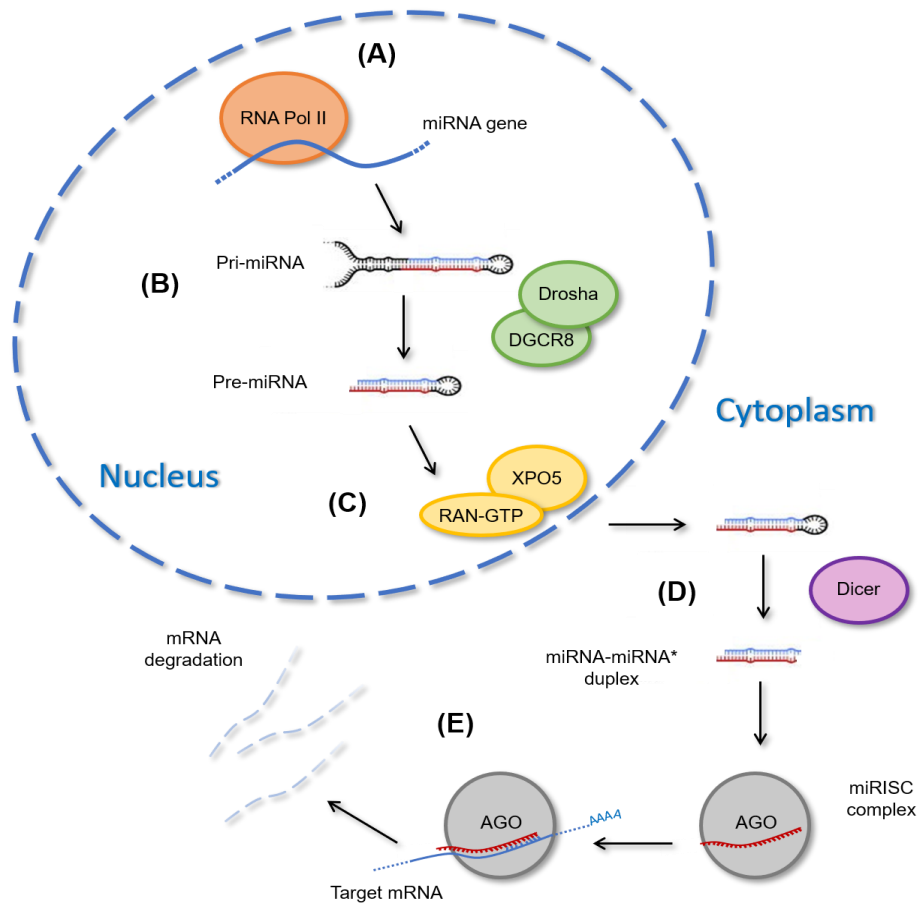 (A)
RNA Pol II
miRNA gene
Pri-miRNA
(B)
Drosha
DGCR8
Pre-miRNA
Cytoplasm
Nucleus
XPO5
(C)
RAN-GTP
Dicer
(D)
mRNA
degradation
miRNA-miRNA*
duplex
(E)
miRISC
complex
AGO
AAAA
AGO
Target mRNA